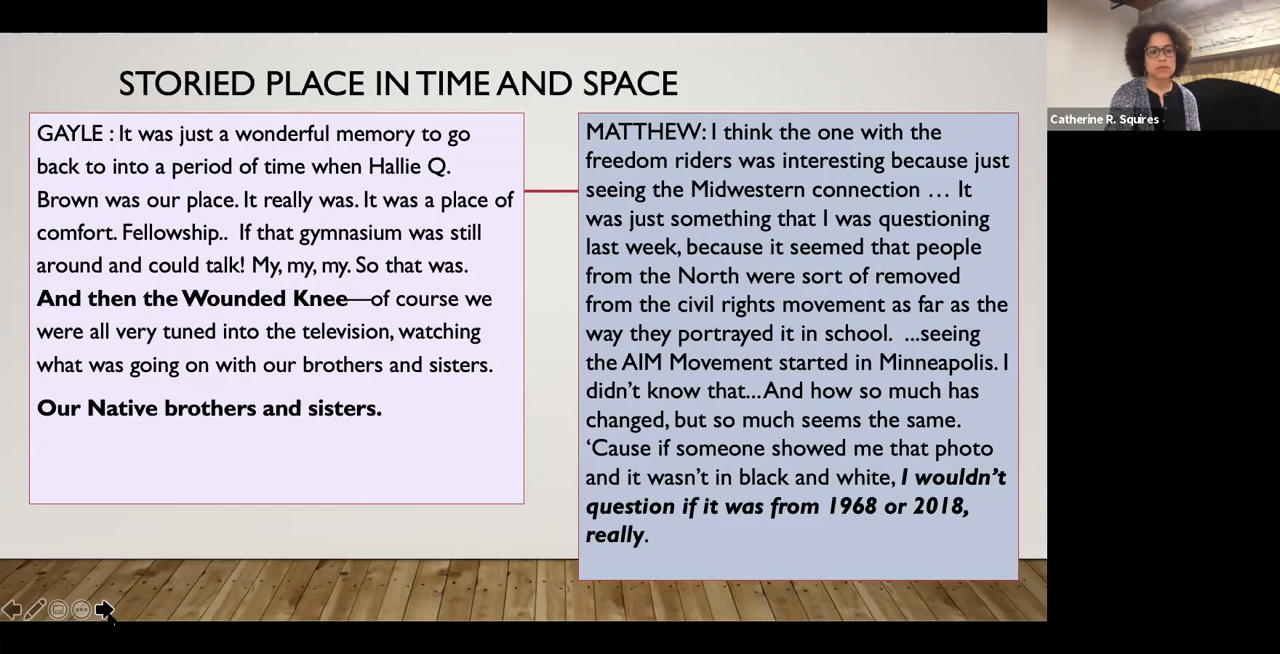 STORIED PLACE IN TIME AND SPACE
GAYLE : It was just a wonderful memory to go
back to into a period of time when Hallie Q.
Brown was our place. It really was. It was a place of
comfort. Fellowship.. If that gymnasium was still
around and could talk! My, my, my. So that was.
And then the Wounded Knee—of course we
were all very tuned into the television, watching
what was going on with our brothers and sisters.
Our Native brothers and sisters.
MATTHEW: I think the one with the
freedom riders was interesting because just
seeing the Midwestern connection … It
was just something that I was questioning
last week, because it seemed that people
from the North were sort of removed
from the civil rights movement as far as the
way they portrayed it in school. ...seeing
the AIM Movement started in Minneapolis. I
didn't know that...And how so much has
changed, but so much seems the same.
‘Cause if someone showed me that photo
and it wasn't in black and white, I wouldn't
question if it was from 1968 or 2018,
really.
Catherine R. Squires